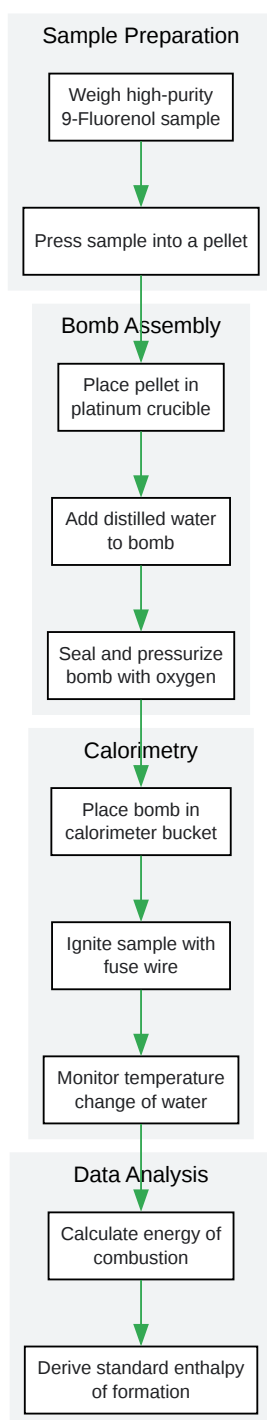 Sample Preparation
Weigh high-purity
9-Fluorenol sample
Press sample into a pellet
Bomb Assembly
Place pellet in
platinum crucible
Add distilled water
to bomb
Seal and pressurize
bomb with oxygen
Calorimetry
Place bomb in
calorimeter bucket
Ignite sample with
fuse wire
Monitor temperature
change of water
Data Analysis
Calculate energy of
combustion
Derive standard enthalpy
of formation